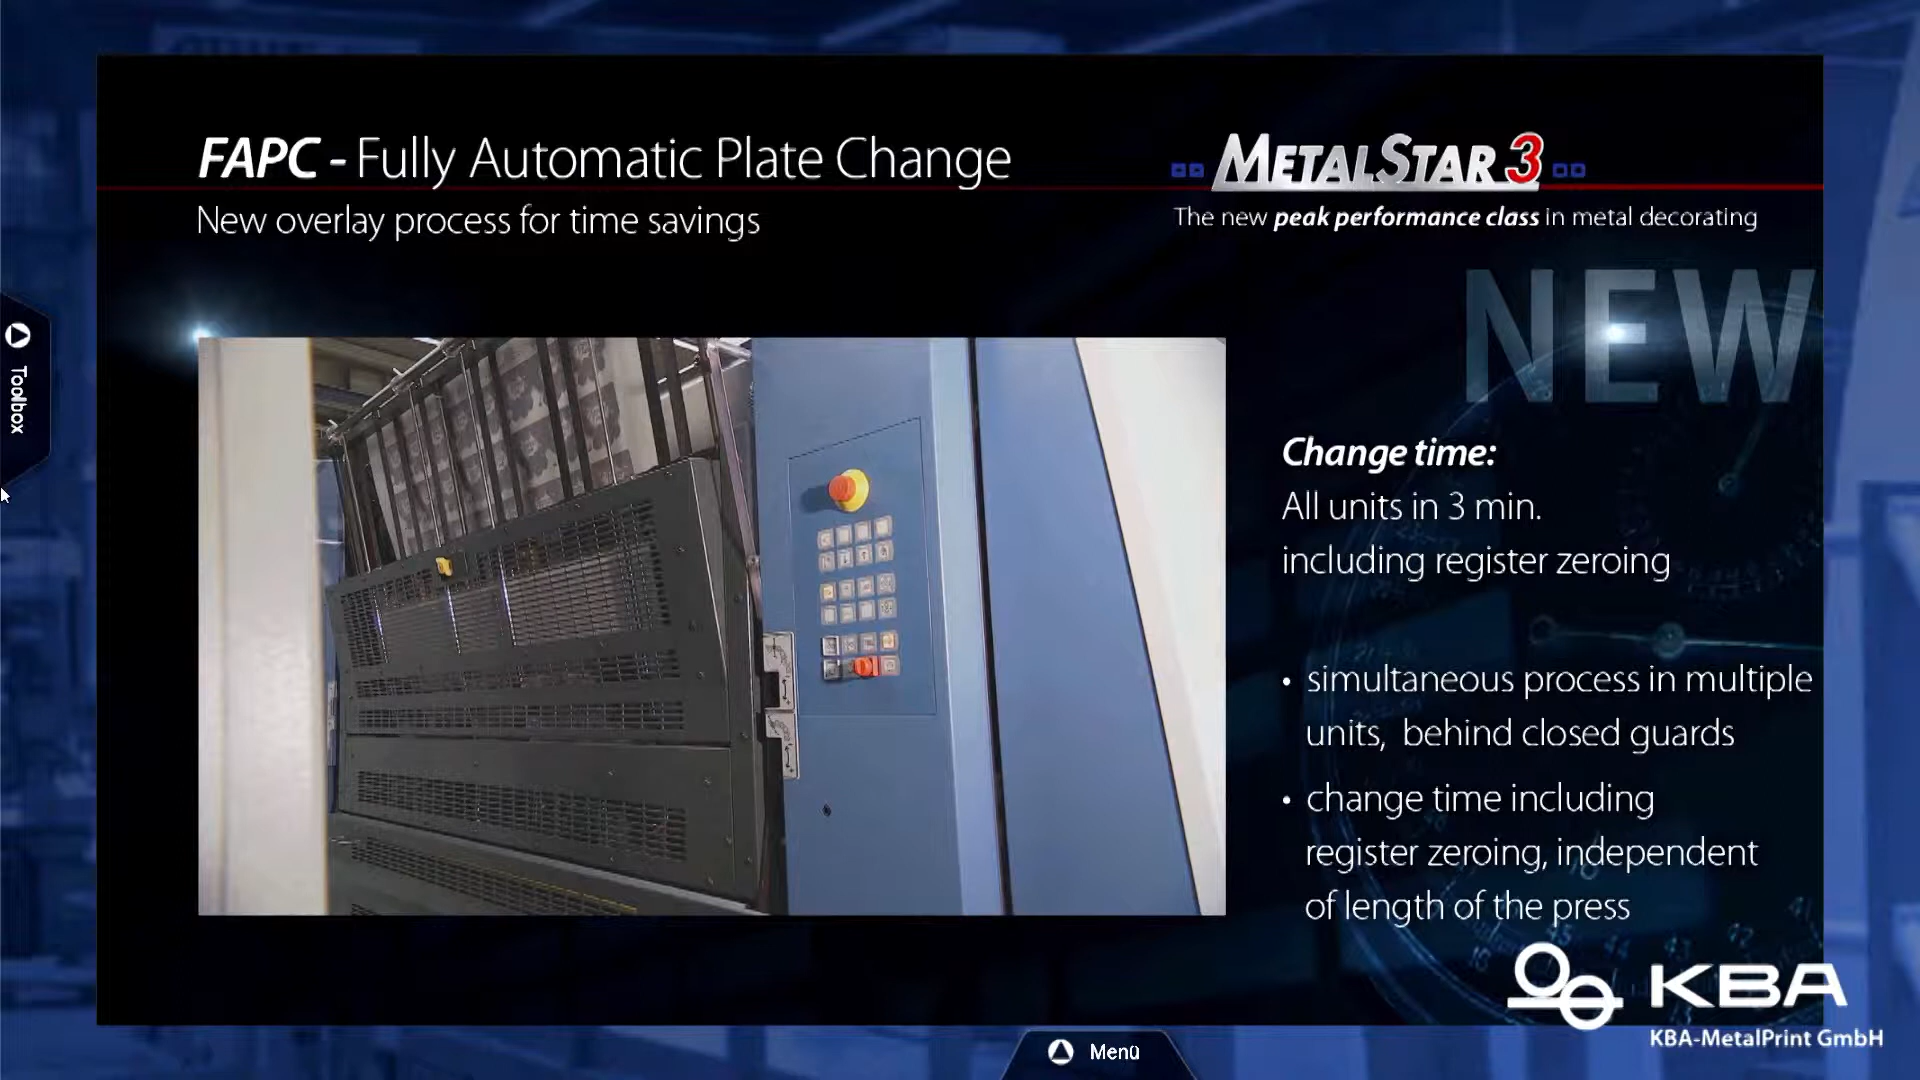 FAPC - Fully Automatic Plate Change
New overlay process for time savings
METALSTAR 3
The new peak performance class in metal decorating
NEW
Toolbox
Change time:
All units in 3 min.
including register zeroing
• simultaneous process in multiple
units, behind closed guards
• change time including
register zeroing, independent
of length of the press
KBA
KBA-MetalPrint GmbH
Menü